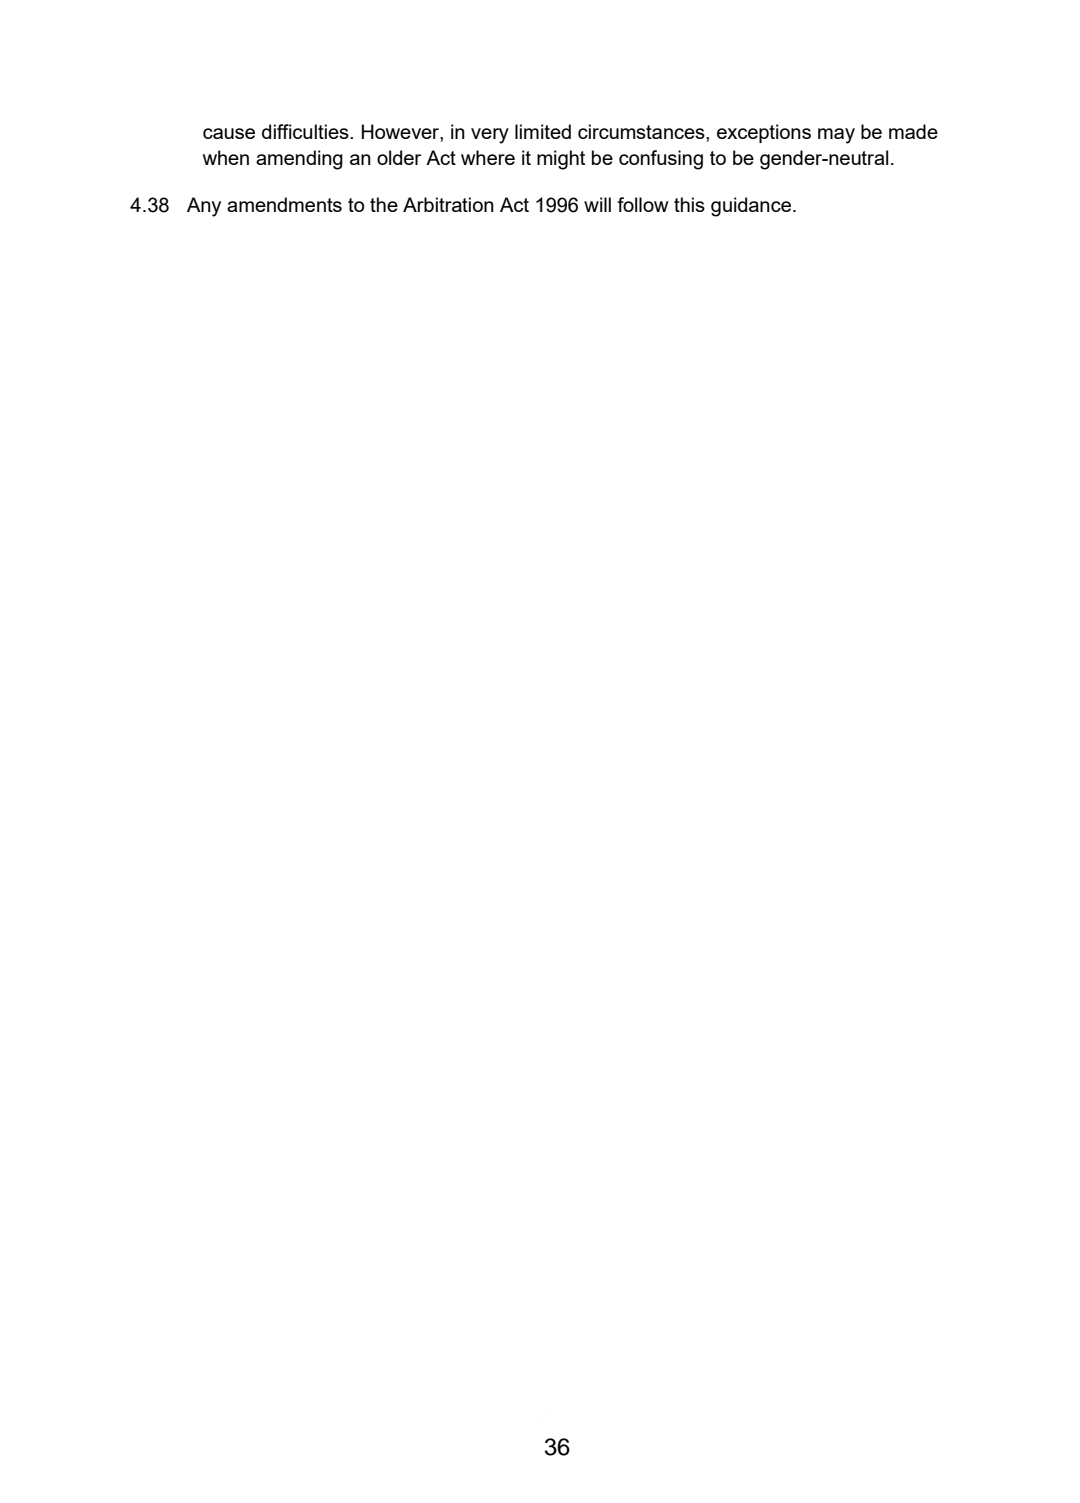 cause difficulties. However, in very limited circumstances, exceptions may be made
when amending an older Act where it might be confusing to be gender-neutral.
4.38 Any amendments to the Arbitration Act 1996 will follow this guidance.
36